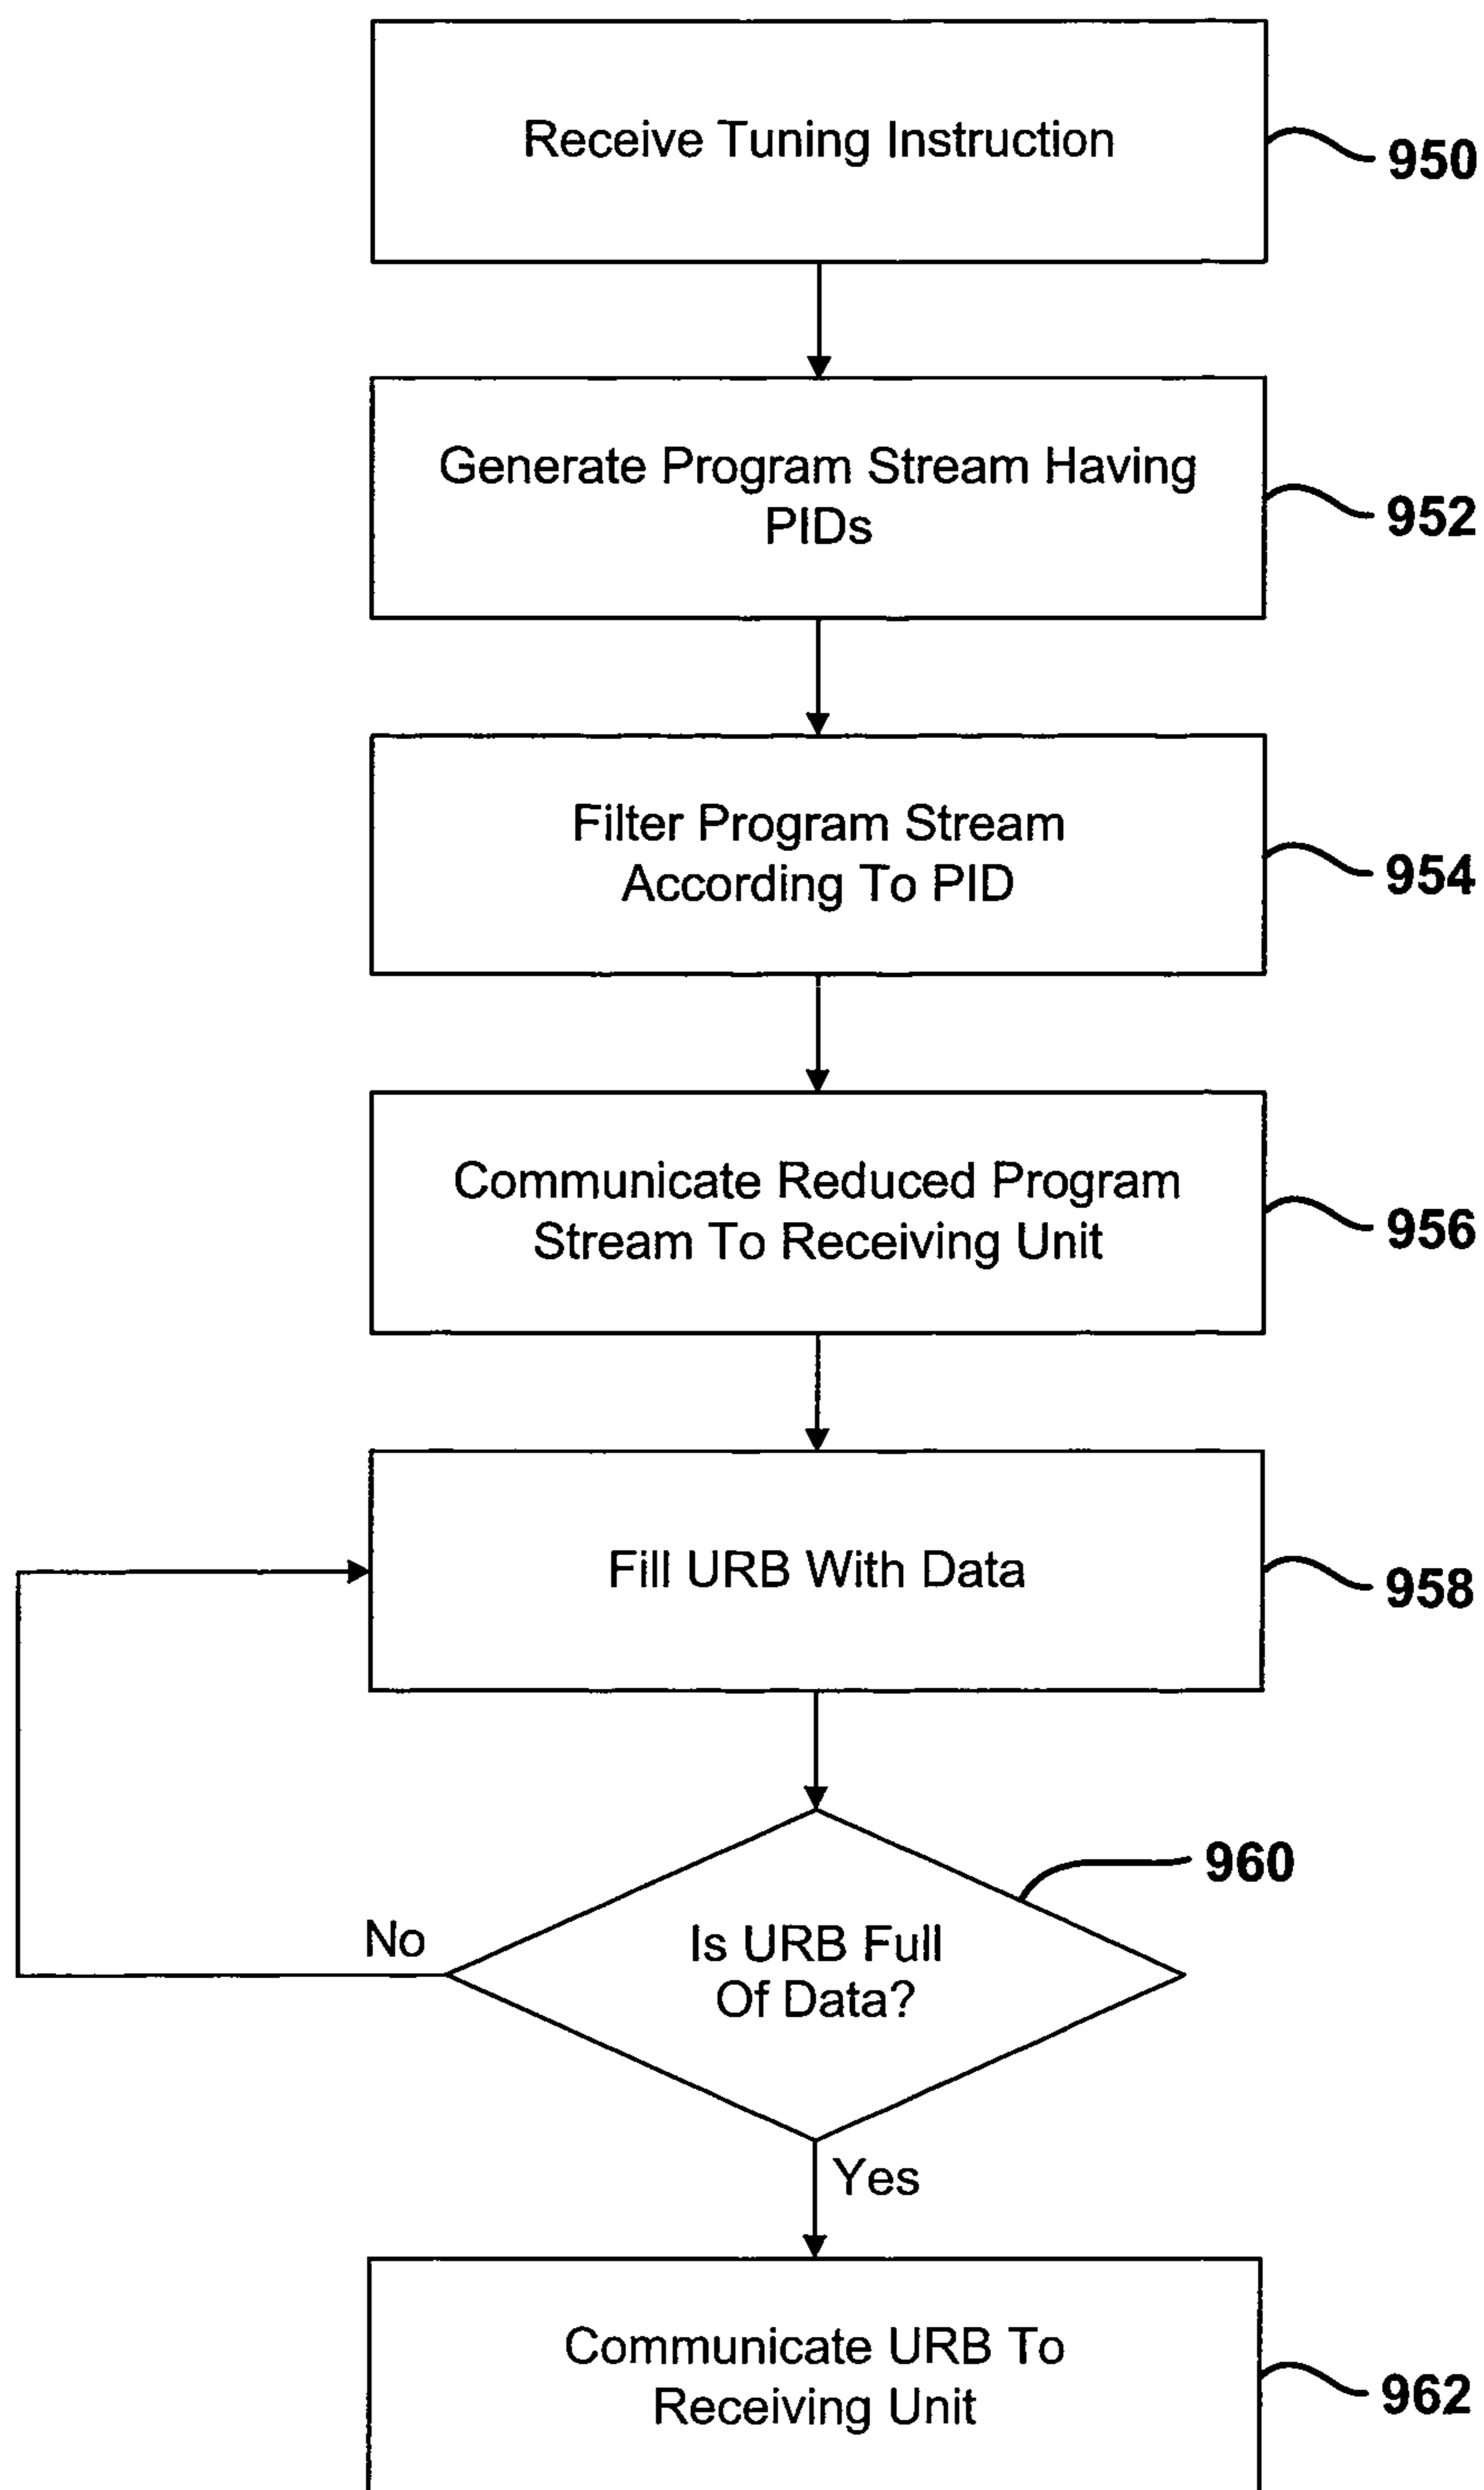 Receive Tuning Instruction
950
Generate Program Stream Having
PIDs
952
Filter Program Stream
According To PID
954
Communicate Reduced Program
Stream To Receiving Unit
956
Fill URB With Data
958
960
No
Is URB Full
Of Data?
Yes
Communicate URB To
Receiving Unit
962